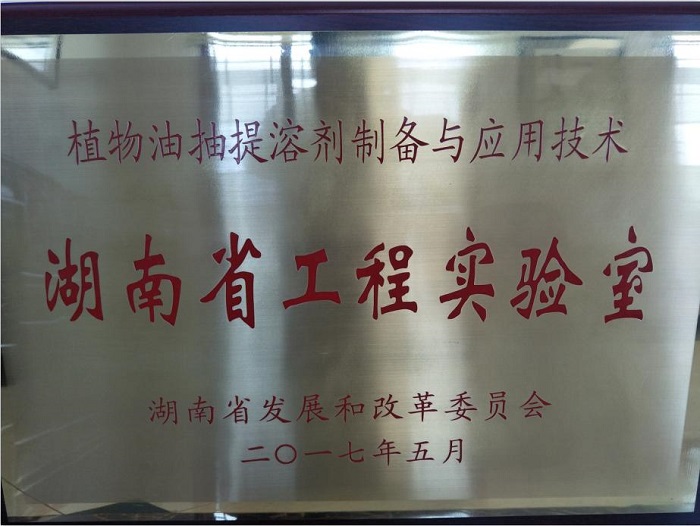 植物油抽提溶剂制备与应用技术
湖南省工程实验室
湖南省发展和改革委员会
二〇一七年五月